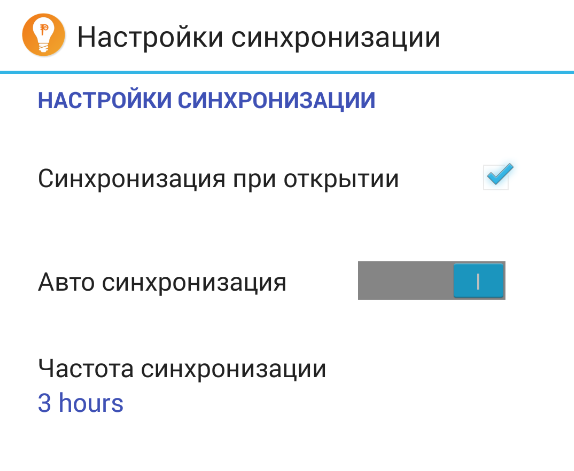 Настройки синхронизации
НАСТРОЙКИ СИНХРОНИЗАЦИИ
Синхронизация при открытии
Авто синхронизация
Частота синхронизации
3 hours